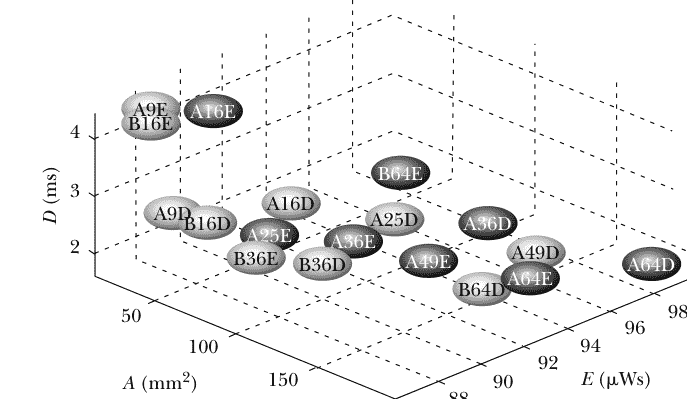 A9E
B16E
A16E
4
B64E
3
D (ms)
A9D
B16D
A16D
A25D
A36D
A25E
A36E
2
B36E
B36D
A49E
A49D
A64D
B64D
A64E
50
98
96
100
94
92
150
90
A (mm²)
E (μWs)
88